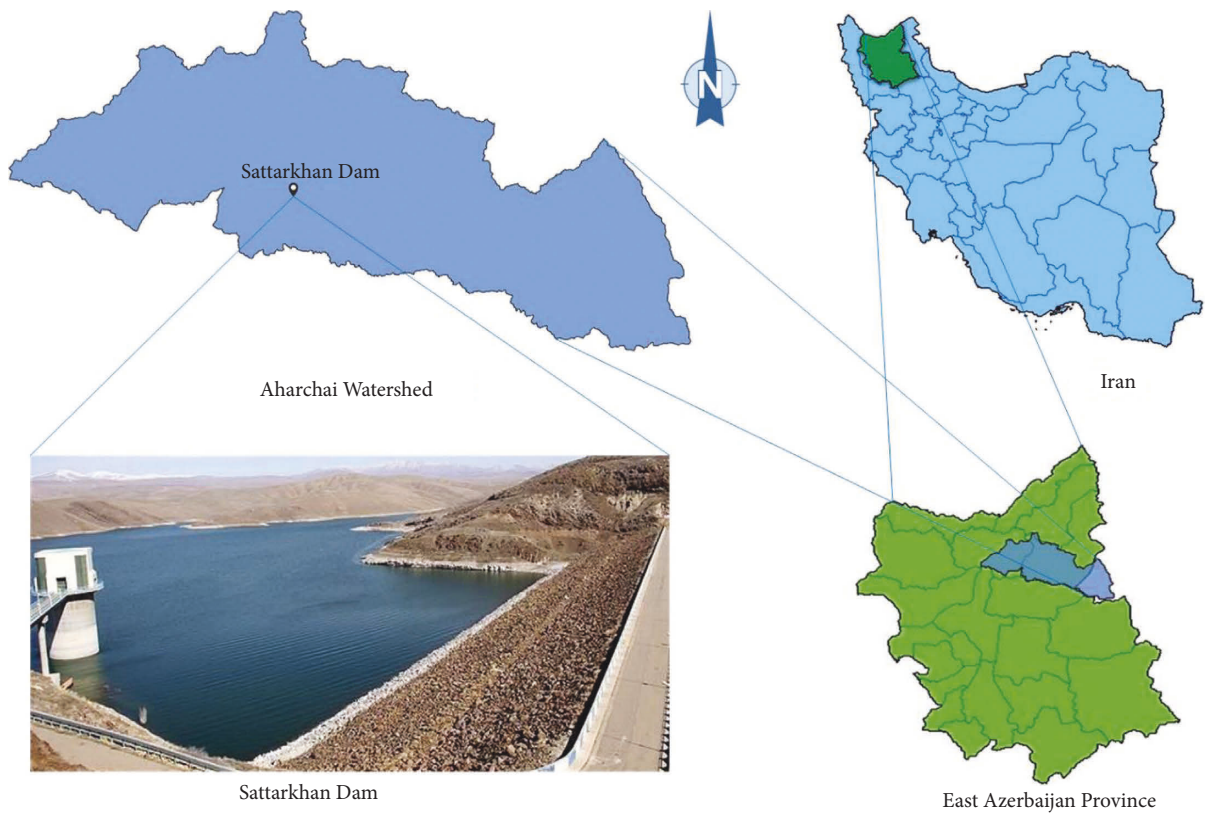 N
Sattarkhan Dam
Aharchai Watershed
Iran
Sattarkhan Dam
East Azerbaijan Province